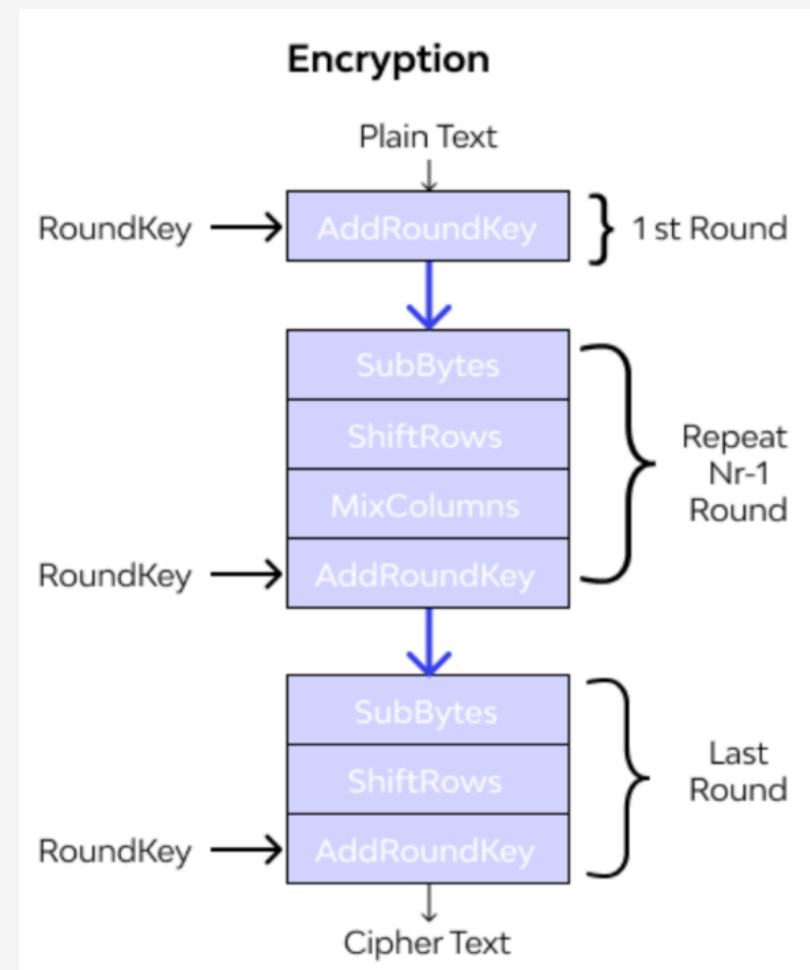 Encryption
Plain Text
RoundKey
AddRoundKey
1 st Round
SubBytes
ShiftRows
MixColumns
RoundKey
AddRoundKey
Repeat
Nr-1
Round
SubBytes
ShiftRows
RoundKey
AddRoundKey
Last
Round
Cipher Text